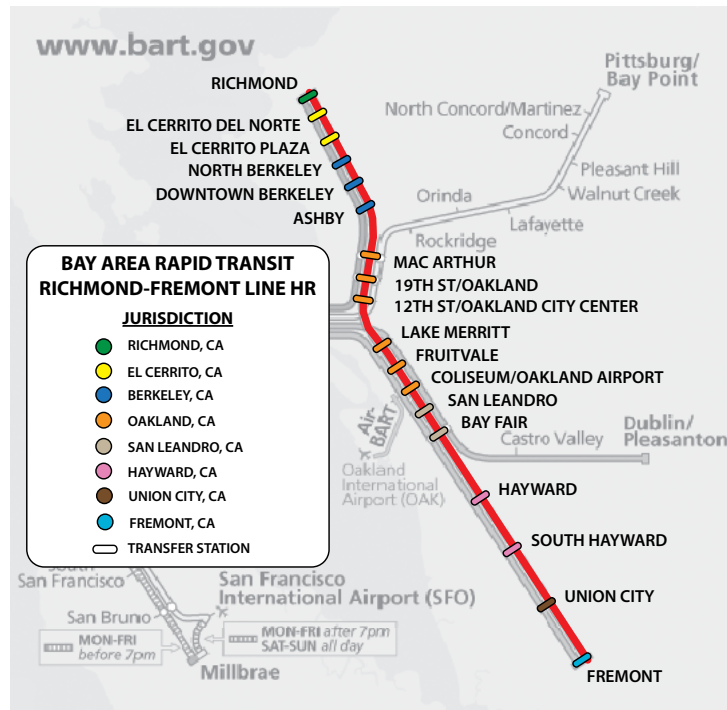 www.bart.gov
Pittsburg/
Bay Point
RICHMOND
North Concord/Martinez
EL CERRITO DEL NORTE
Concord
EL CERRITO PLAZA
NORTH BERKELEY
Pleasant Hill
DOWNTOWN BERKELEY
Walnut Creek
Orinda
ASHBY
Lafayette
Rockridge
MAC ARTHUR
19TH ST/OAKLAND
12TH ST/OAKLAND CITY CENTER
LAKE MERRITT
FRUITVALE
COLISEUM/OAKLAND AIRPORT
SAN LEANDRO
BAY FAIR
Dublin/
Pleasanton
Castro Valley
Air-
BART
Oakland
International
Airport (OAK)
HAYWARD
SOUTH HAYWARD
UNION CITY
FREMONT
BAY AREA RAPID TRANSIT
RICHMOND-FREMONT LINE HR
JURISDICTION
RICHMOND, CA
EL CERRITO, CA
BERKELEY, CA
OAKLAND, CA
SAN LEANDRO, CA
HAYWARD, CA
UNION CITY, CA
FREMONT, CA
TRANSFER STATION
South
San Francisco
San Francisco
International Airport (SFO)
San Bruno
MON-FRI
before 7pm
MON-FRI after 7pm
SAT-SUN all day
Millbrae